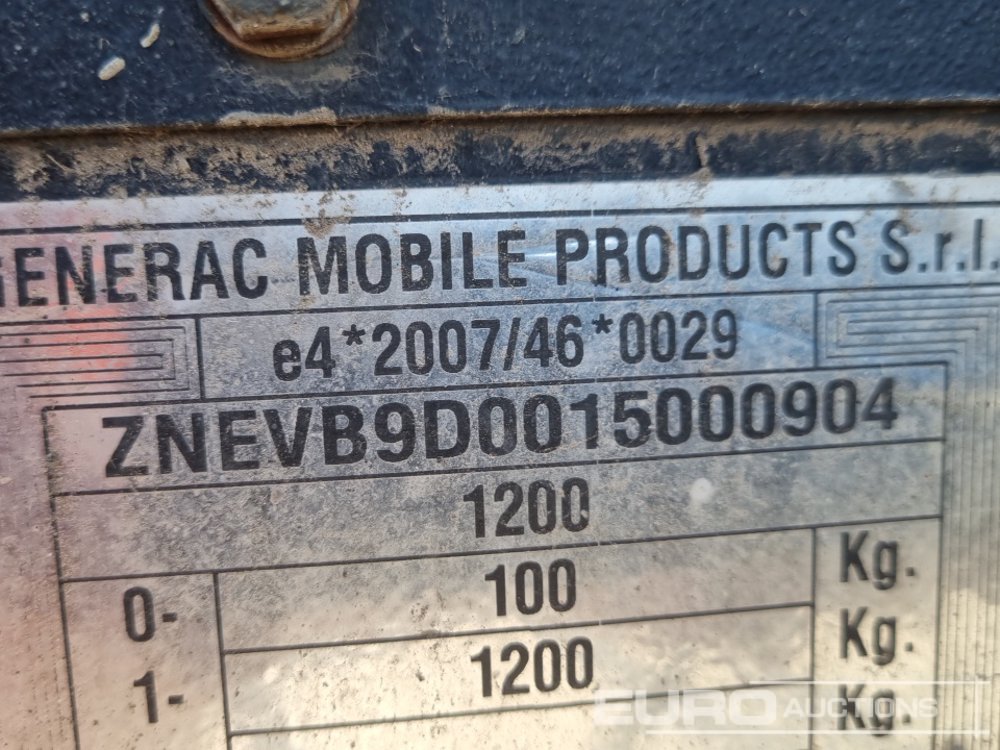 GENERAC MOBILE PRODUCTS S.r.l.
e4*2007/46*0029
ZNEVB9D0015000904
1200
0- 100 Kg.
1- 1200 Kg.
Kg.
EURO AUCTIONS